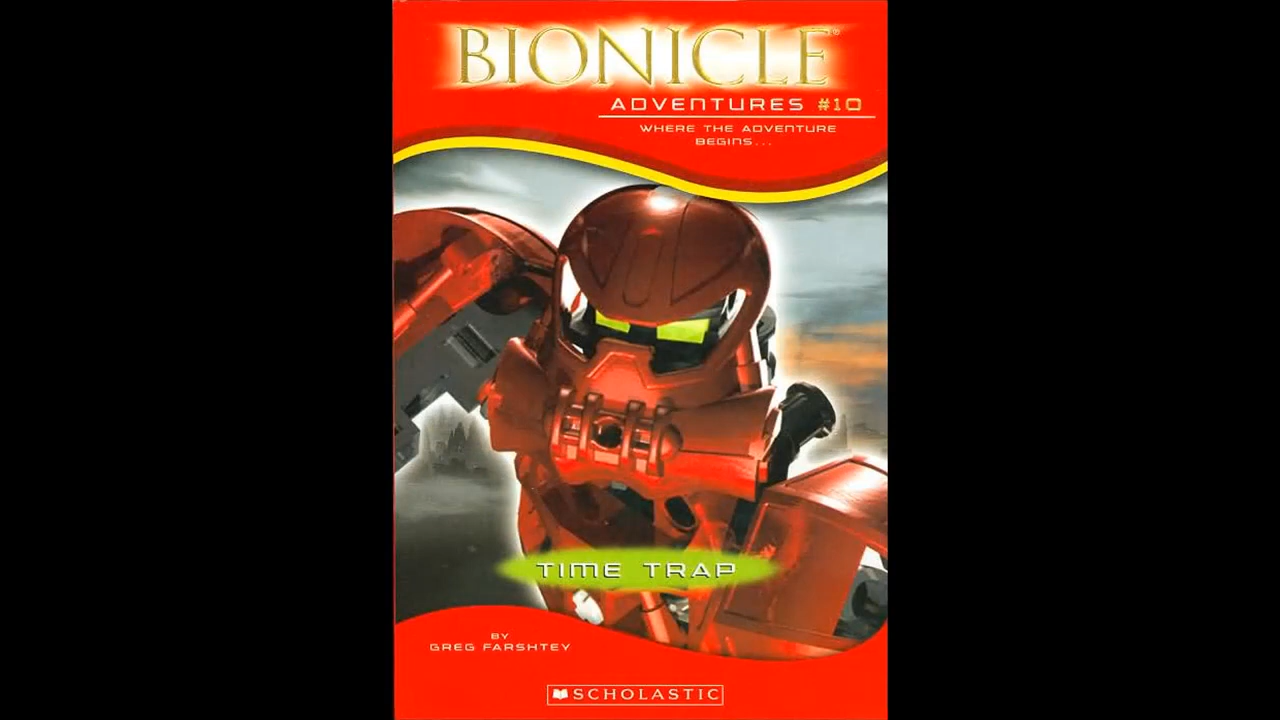 BIONICLE®
ADVENTURES #10
WHERE THE ADVENTURE
BEGINS...
TIME TRAP
BY
GREG FARSHTEY
SCHOLASTIC